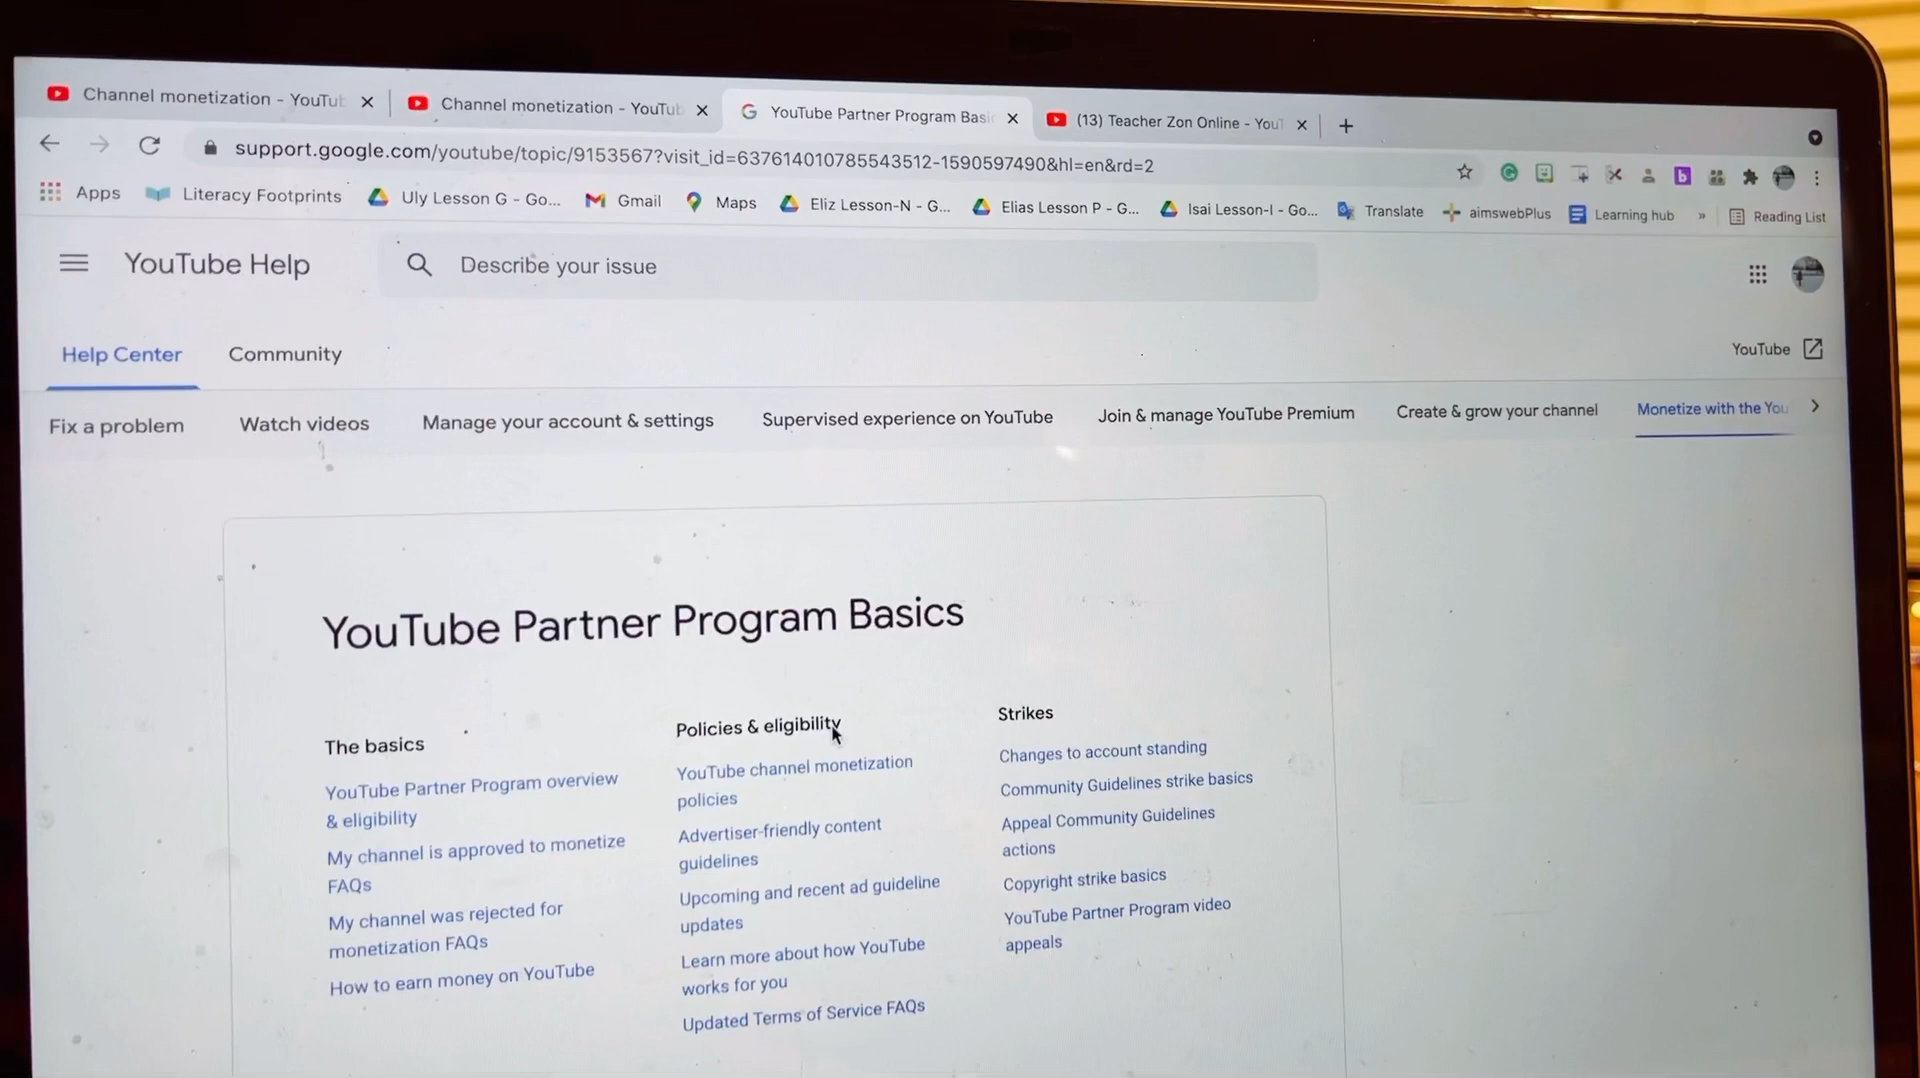 Channel monetization - YouTub
Channel monetization - YouTub
YouTube Partner Program Basi
(13) Teacher Zon Online - YouT
support.google.com/youtube/topic/9153567?visit_id=637614010785543512-1590597490&hl=en&rd=2
Apps
Literacy Footprints
Uly Lesson G - Go...
Gmail
Maps
Eliz Lesson-N - G...
Elias Lesson P - G...
Isai Lesson-I - Go...
Translate
aimswebPlus
Learning hub
»
Reading List
YouTube Help
Describe your issue
Help Center
Community
YouTube
Fix a problem
Watch videos
Manage your account & settings
Supervised experience on YouTube
Join & manage YouTube Premium
Create & grow your channel
Monetize with the You
YouTube Partner Program Basics
The basics
YouTube Partner Program overview
& eligibility
My channel is approved to monetize
FAQs
My channel was rejected for
monetization FAQs
How to earn money on YouTube
Policies & eligibility
YouTube channel monetization
policies
Advertiser-friendly content
guidelines
Upcoming and recent ad guideline
updates
Learn more about how YouTube
works for you
Updated Terms of Service FAQs
Strikes
Changes to account standing
Community Guidelines strike basics
Appeal Community Guidelines
actions
Copyright strike basics
YouTube Partner Program video
appeals